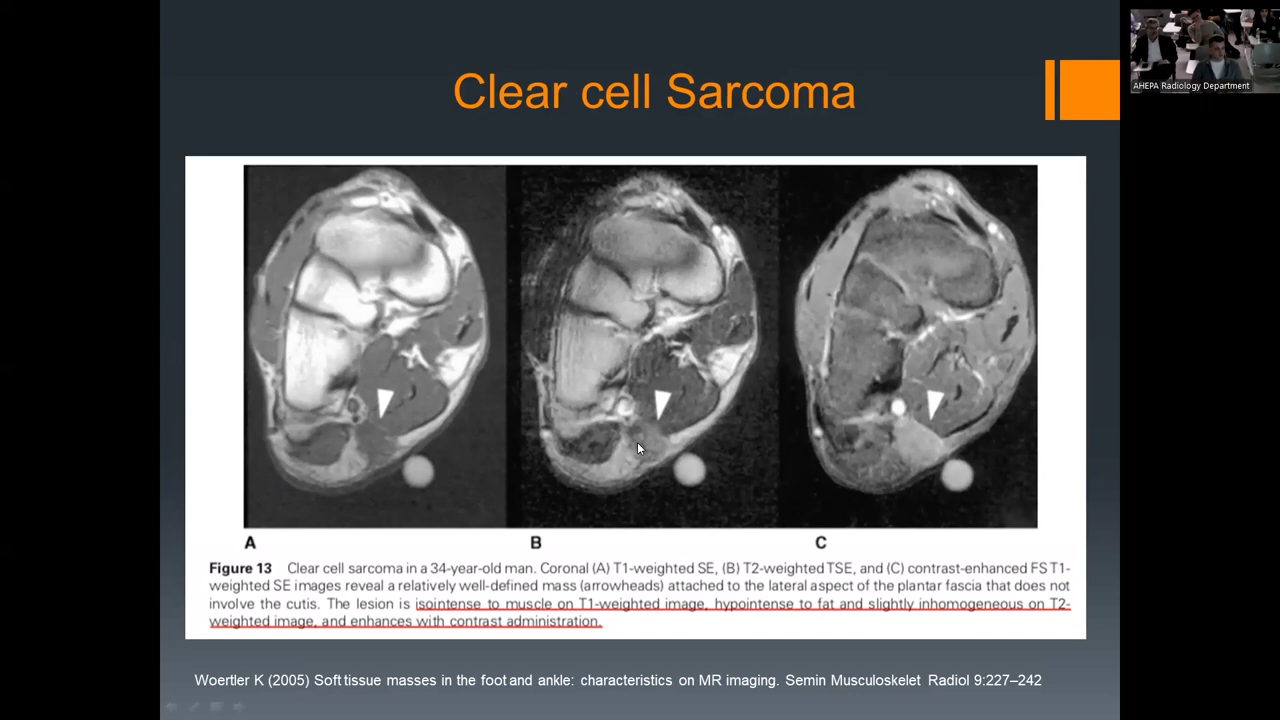 Clear cell Sarcoma
AHEPA Radiology Department
A
B
C
Figure 13 Clear cell sarcoma in a 34-year-old man. Coronal (A) T1-weighted SE, (B) T2-weighted TSE, and (C) contrast-enhanced FS T1-
weighted SE images reveal a relatively well-defined mass (arrowheads) attached to the lateral aspect of the plantar fascia that does not
involve the cutis. The lesion is isointense to muscle on T1-weighted image, hypointense to fat and slightly inhomogeneous on T2-
weighted image, and enhances with contrast administration.
Woertler K (2005) Soft tissue masses in the foot and ankle: characteristics on MR imaging. Semin Musculoskelet Radiol 9:227–242